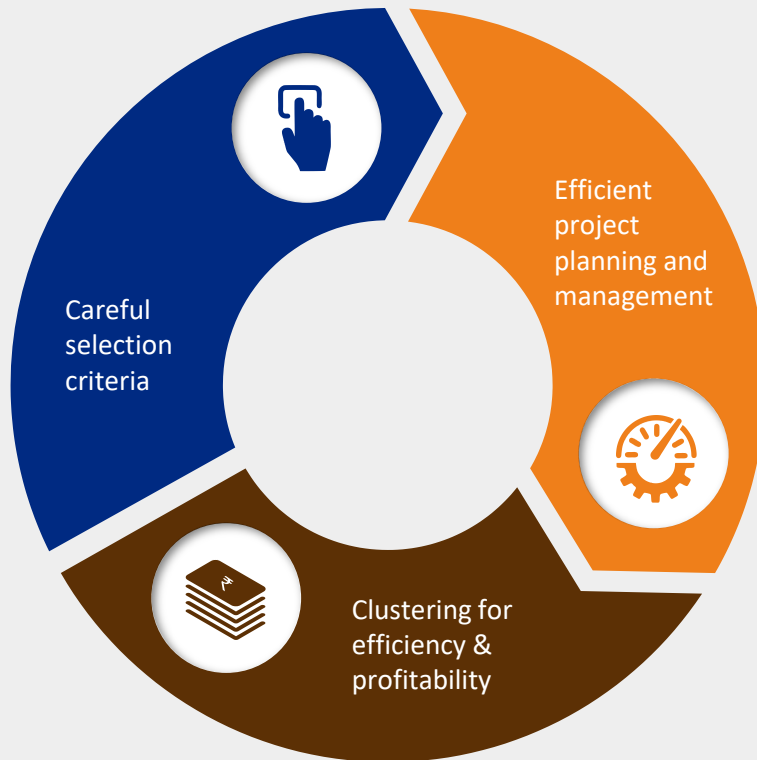 Careful
selection
criteria
Efficient
project
planning and
management
₹
Clustering for
efficiency &
profitability